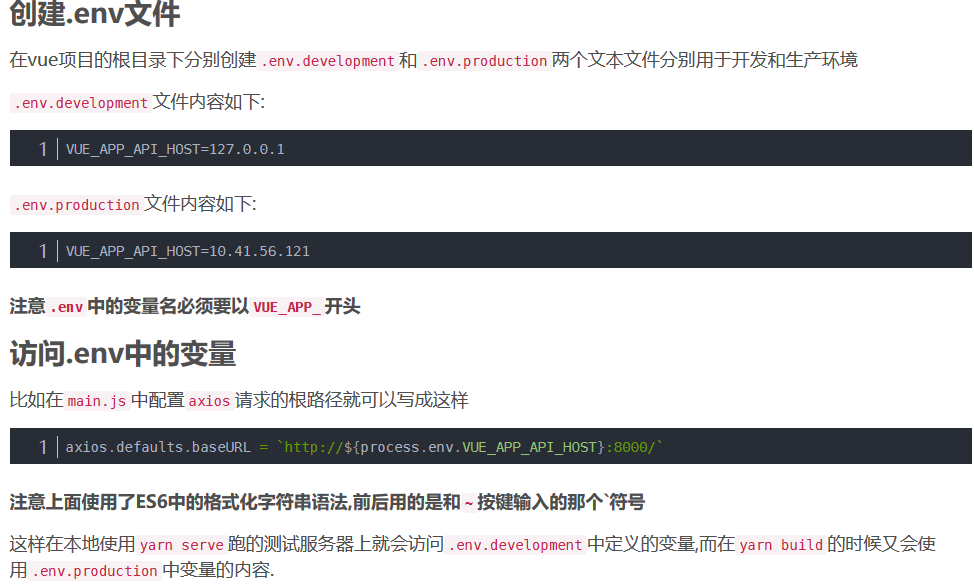 创建.env文件
在vue项目的根目录下分别创建 .env.development 和 .env.production 两个文本文件分别用于开发和生产环境
.env.development 文件内容如下:
1 VUE_APP_API_HOST=127.0.0.1
.env.production 文件内容如下:
1 VUE_APP_API_HOST=10.41.56.121
注意 .env 中的变量名必须要以 VUE_APP_ 开头
访问.env中的变量
比如在 main.js 中配置 axios 请求的根路径就可以写成这样
1 axios.defaults.baseURL = `http://${process.env.VUE_APP_API_HOST}:8000/`
注意上面使用了ES6中的格式化字符串语法,前后用的是和 ~ 按键输入的那个`符号
这样在本地使用 yarn serve 跑的测试服务器上就会访问 .env.development 中定义的变量,而在 yarn build 的时候又会使
用 .env.production 中变量的内容.